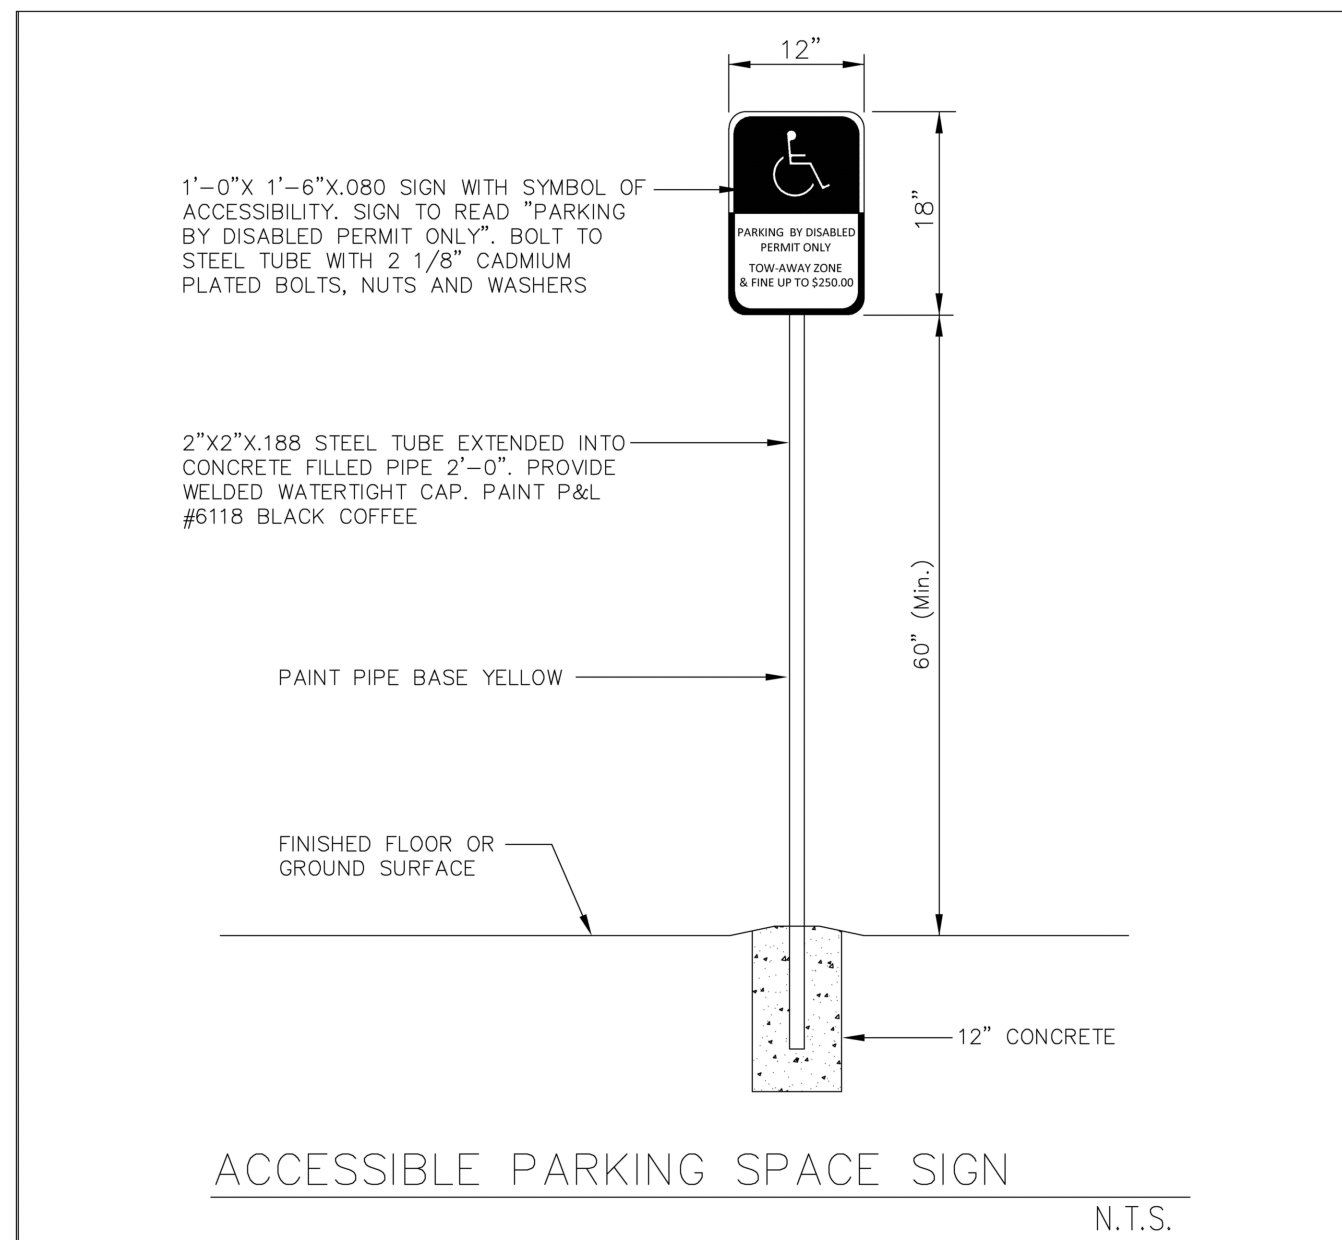 12”
1’-0”X 1’-6”X.080 SIGN WITH SYMBOL OF
ACCESSIBILITY. SIGN TO READ "PARKING
BY DISABLED PERMIT ONLY". BOLT TO
STEEL TUBE WITH 2 1/8” CADMIUM
PLATED BOLTS, NUTS AND WASHERS
PARKING BY DISABLED
PERMIT ONLY
TOW-AWAY ZONE
& FINE UP TO $250.00
18”
2”X2”X.188 STEEL TUBE EXTENDED INTO
CONCRETE FILLED PIPE 2’-0”. PROVIDE
WELDED WATERTIGHT CAP. PAINT P&L
#6118 BLACK COFFEE
60” (Min.)
PAINT PIPE BASE YELLOW
FINISHED FLOOR OR
GROUND SURFACE
12” CONCRETE
ACCESSIBLE PARKING SPACE SIGN
N.T.S.